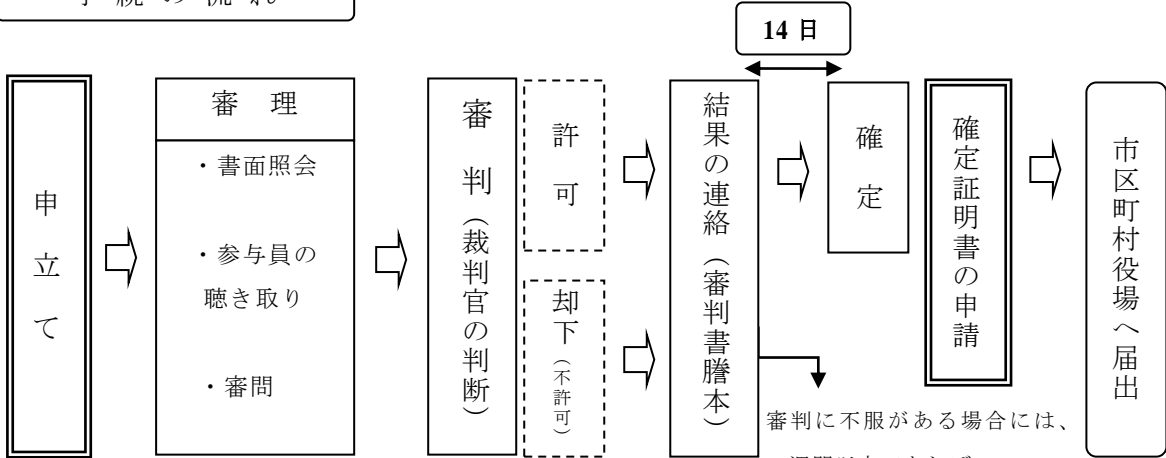 手続の流れ
14日
申立て
審理
・書面照会
・参与員の
聴き取り
・審問
審判(裁判官の判断)
許可
却下(不許可)
結果の連絡(審判書謄本)
確定
確定証明書の申請
市区町村役場へ届出
審判に不服がある場合には、